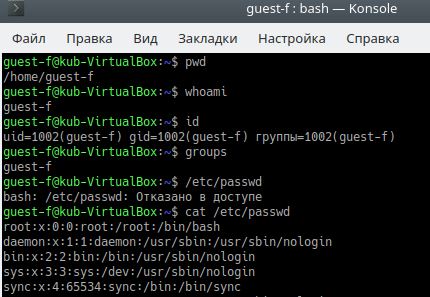 guest-f : bash — Konsole
Файл Правка Вид Закладки Настройка Справка
guest-f@kub-VirtualBox:~$ pwd
/home/guest-f
guest-f@kub-VirtualBox:~$ whoami
guest-f
guest-f@kub-VirtualBox:~$ id
uid=1002(guest-f) gid=1002(guest-f) группы=1002(guest-f)
guest-f@kub-VirtualBox:~$ groups
guest-f
guest-f@kub-VirtualBox:~$ /etc/passwd
bash: /etc/passwd: Отказано в доступе
guest-f@kub-VirtualBox:~$ cat /etc/passwd
root:x:0:0:root:/root:/bin/bash
daemon:x:1:1:daemon:/usr/sbin:/usr/sbin/nologin
bin:x:2:2:bin:/bin:/usr/sbin/nologin
sys:x:3:3:sys:/dev:/usr/sbin/nologin
sync:x:4:65534:sync:/bin:/bin/sync